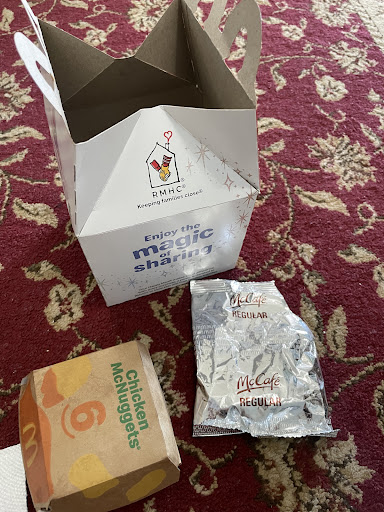 RMHC®
Keeping families close®
Enjoy the
magic
of
sharing
McCafé
REGULAR
McCafé
REGULAR
Chicken
McNuggets®
6